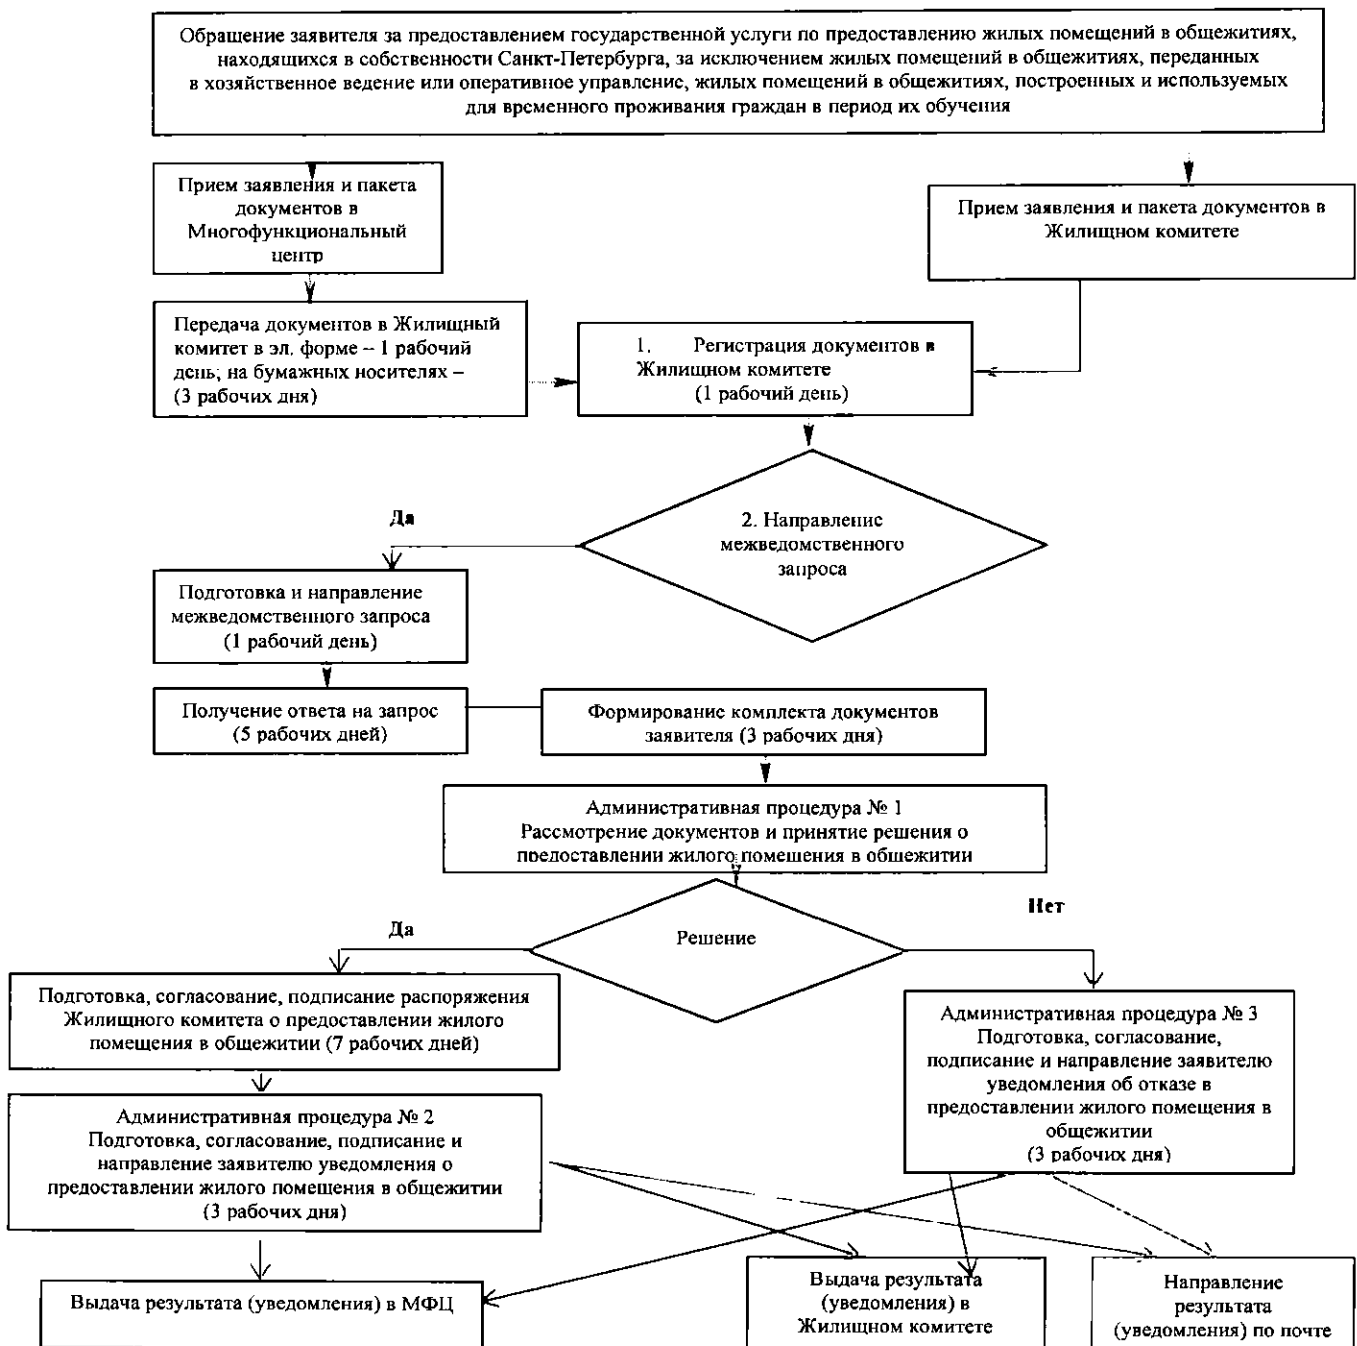 Обращение заявителя за предоставлением государственной услуги по предоставлению жилых помещений в общежитиях,
находящихся в собственности Санкт-Петербурга, за исключением жилых помещений в общежитиях, переданных
в хозяйственное ведение или оперативное управление, жилых помещений в общежитиях, построенных и используемых
для временного проживания граждан в период их обучения
Прием заявления и пакета
документов в
Многофункциональный
центр
Прием заявления и пакета документов в
Жилищном комитете
Передача документов в Жилищный
комитет в эл. форме – 1 рабочий
день; на бумажных носителях –
(3 рабочих дня)
1. Регистрация документов в
Жилищном комитете
(1 рабочий день)
2. Направление
межведомственного
запроса
Да
Подготовка и направление
межведомственного запроса
(1 рабочий день)
Получение ответа на запрос
(5 рабочих дней)
Формирование комплекта документов
заявителя (3 рабочих дня)
Административная процедура № 1
Рассмотрение документов и принятие решения о
предоставлении жилого помещения в общежитии
Решение
Да
Нет
Подготовка, согласование, подписание распоряжения
Жилищного комитета о предоставлении жилого
помещения в общежитии (7 рабочих дней)
Административная процедура № 3
Подготовка, согласование,
подписание и направление заявителю
уведомления об отказе в
предоставлении жилого помещения в
общежитии
(3 рабочих дня)
Административная процедура № 2
Подготовка, согласование, подписание и
направление заявителю уведомления о
предоставлении жилого помещения в общежитии
(3 рабочих дня)
Выдача результата (уведомления) в МФЦ
Выдача результата
(уведомления) в
Жилищном комитете
Направление
результата
(уведомления) по почте